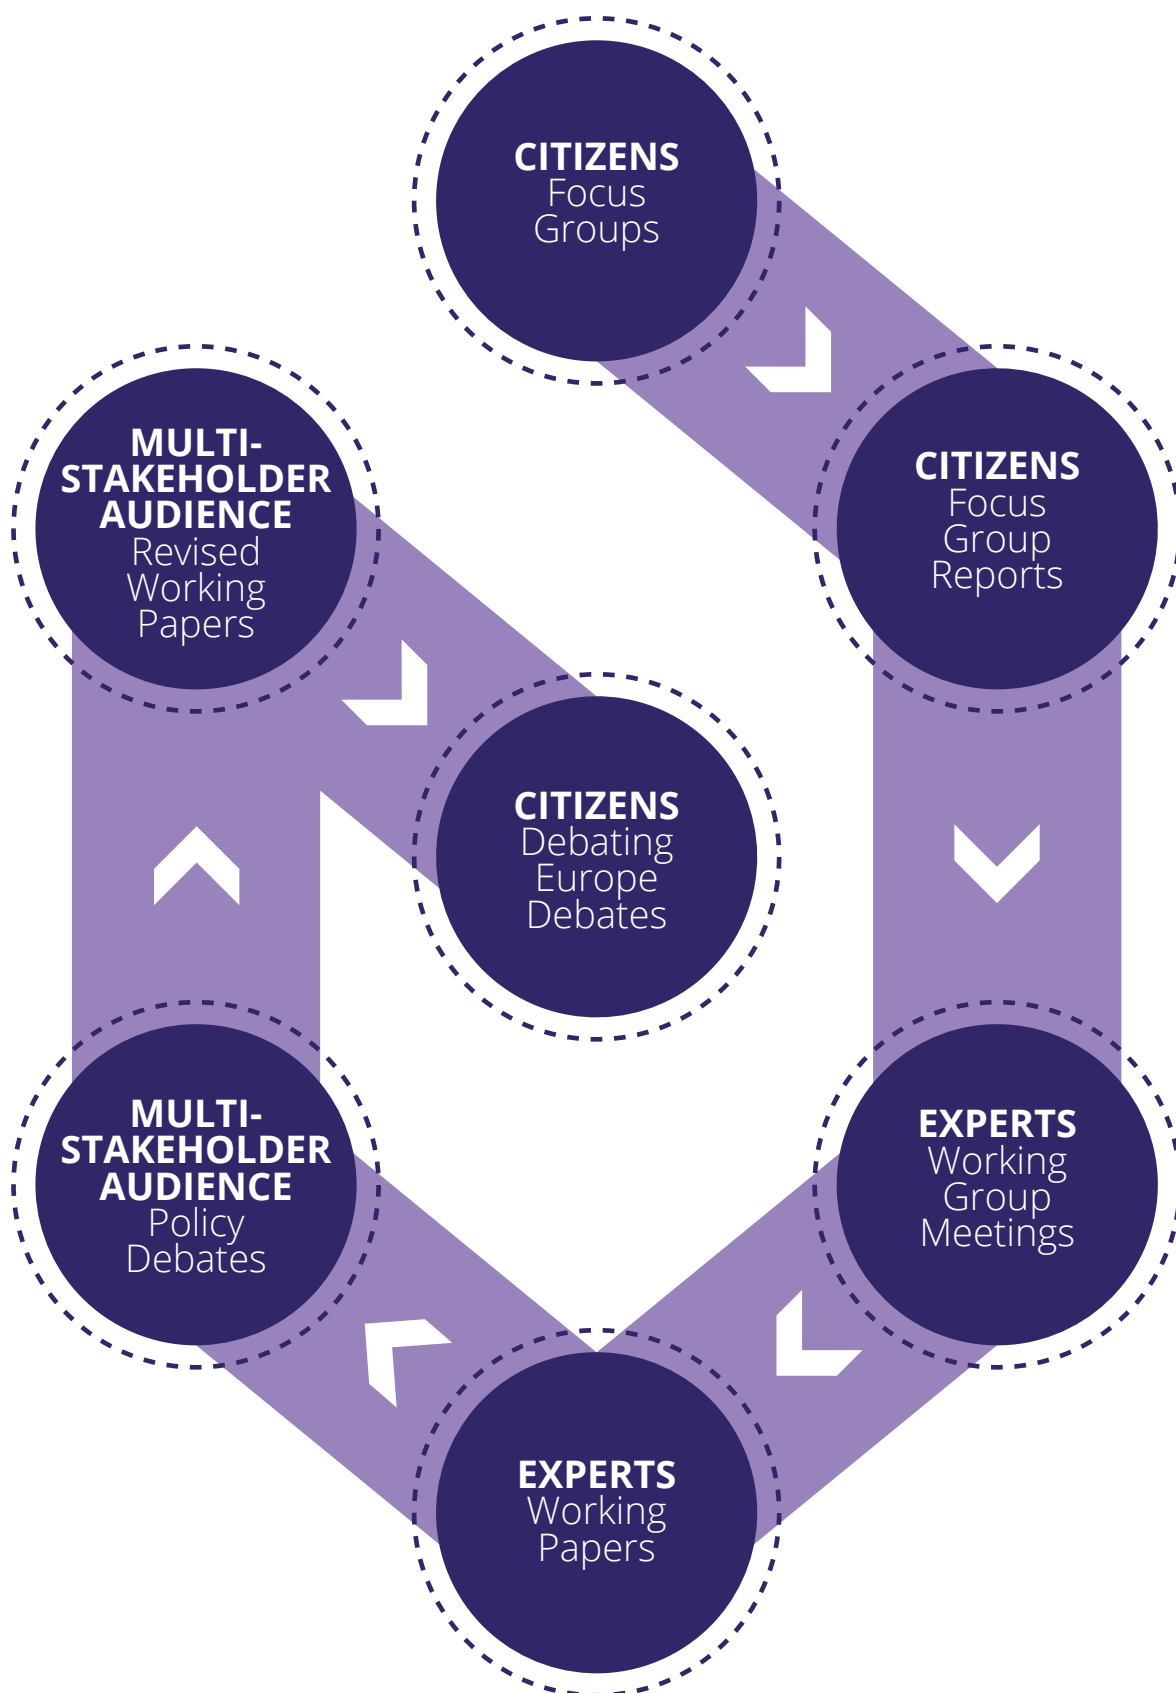 CITIZENS
Focus
Groups
CITIZENS
Focus
Group
Reports
EXPERTS
Working
Group
Meetings
EXPERTS
Working
Papers
MULTI-
STAKEHOLDER
AUDIENCE
Policy
Debates
MULTI-
STAKEHOLDER
AUDIENCE
Revised
Working
Papers
CITIZENS
Debating
Europe
Debates